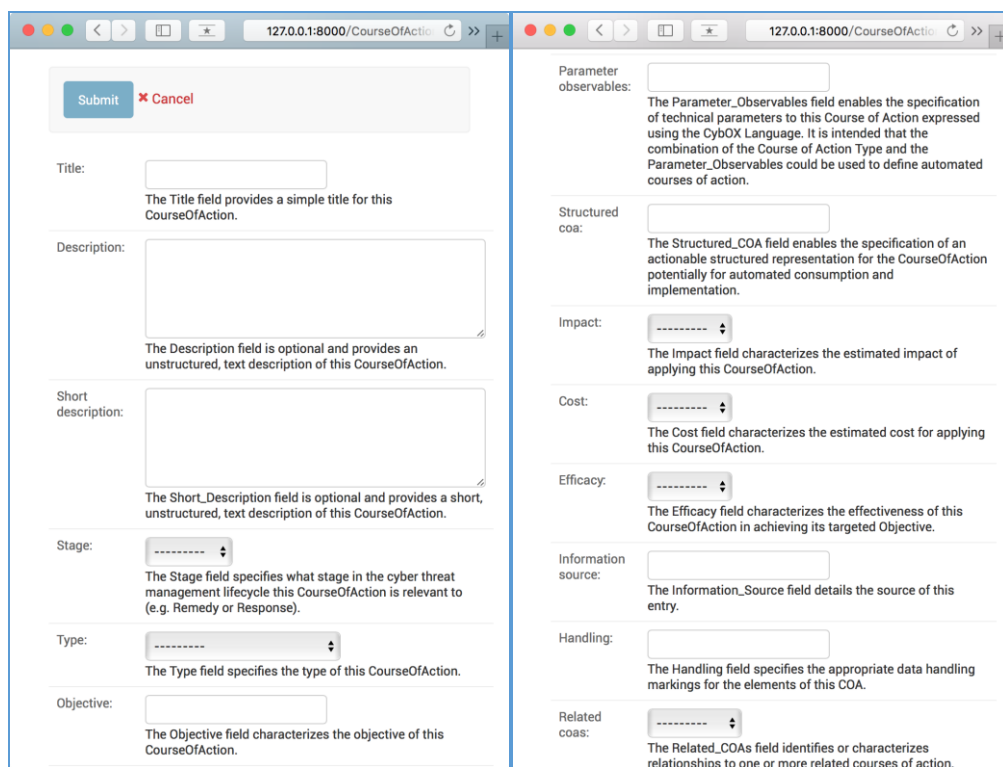 127.0.0.1:8000/CourseOfActio
Submit
Cancel
Title:
The Title field provides a simple title for this
CourseOfAction.
Description:
The Description field is optional and provides an
unstructured, text description of this CourseOfAction.
Short
description:
The Short_Description field is optional and provides a short,
unstructured, text description of this CourseOfAction.
Stage:
---------
The Stage field specifies what stage in the cyber threat
management lifecycle this CourseOfAction is relevant to
(e.g. Remedy or Response).
Type:
---------
The Type field specifies the type of this CourseOfAction.
Objective:
The Objective field characterizes the objective of this
CourseOfAction.
127.0.0.1:8000/CourseOfActio
Parameter
observables:
The Parameter_Observables field enables the specification
of technical parameters to this Course of Action expressed
using the CybOX Language. It is intended that the
combination of the Course of Action Type and the
Parameter_Observables could be used to define automated
courses of action.
Structured
coa:
The Structured_COA field enables the specification of an
actionable structured representation for the CourseOfAction
potentially for automated consumption and
implementation.
Impact:
---------
The Impact field characterizes the estimated impact of
applying this CourseOfAction.
Cost:
---------
The Cost field characterizes the estimated cost for applying
this CourseOfAction.
Efficacy:
---------
The Efficacy field characterizes the effectiveness of this
CourseOfAction in achieving its targeted Objective.
Information
source:
The Information_Source field details the source of this
entry.
Handling:
The Handling field specifies the appropriate data handling
markings for the elements of this COA.
Related
coas:
---------
The Related_COAs field identifies or characterizes
relationships to one or more related courses of action.